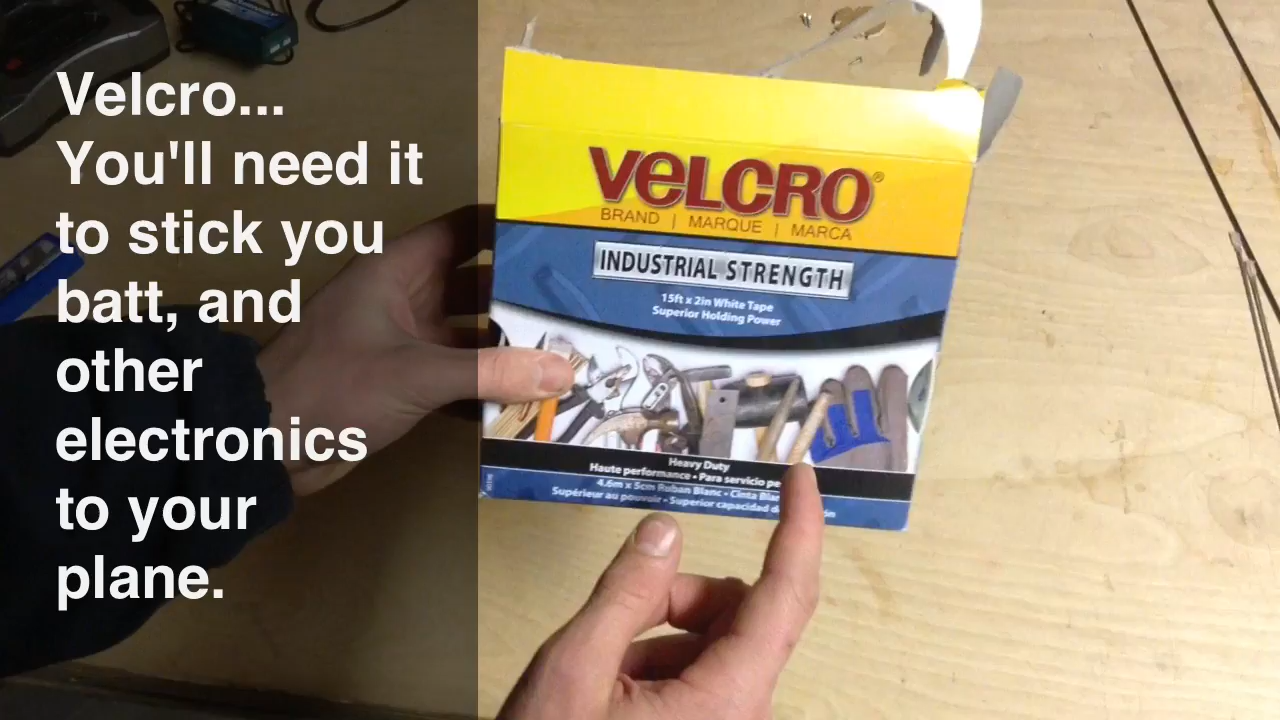 Velcro...
You'll need it
to stick you
batt, and
other
electronics
to your
plane.
VELCRO®
BRAND | MARQUE | MARCA
INDUSTRIAL STRENGTH
15ft x 2in White Tape
Superior Holding Power
Heavy Duty
Haute performance • Para servicio
4.6m x 5cm Ruban Blanc • Cinta
Supérieur au pouvoir • Superior capacidad